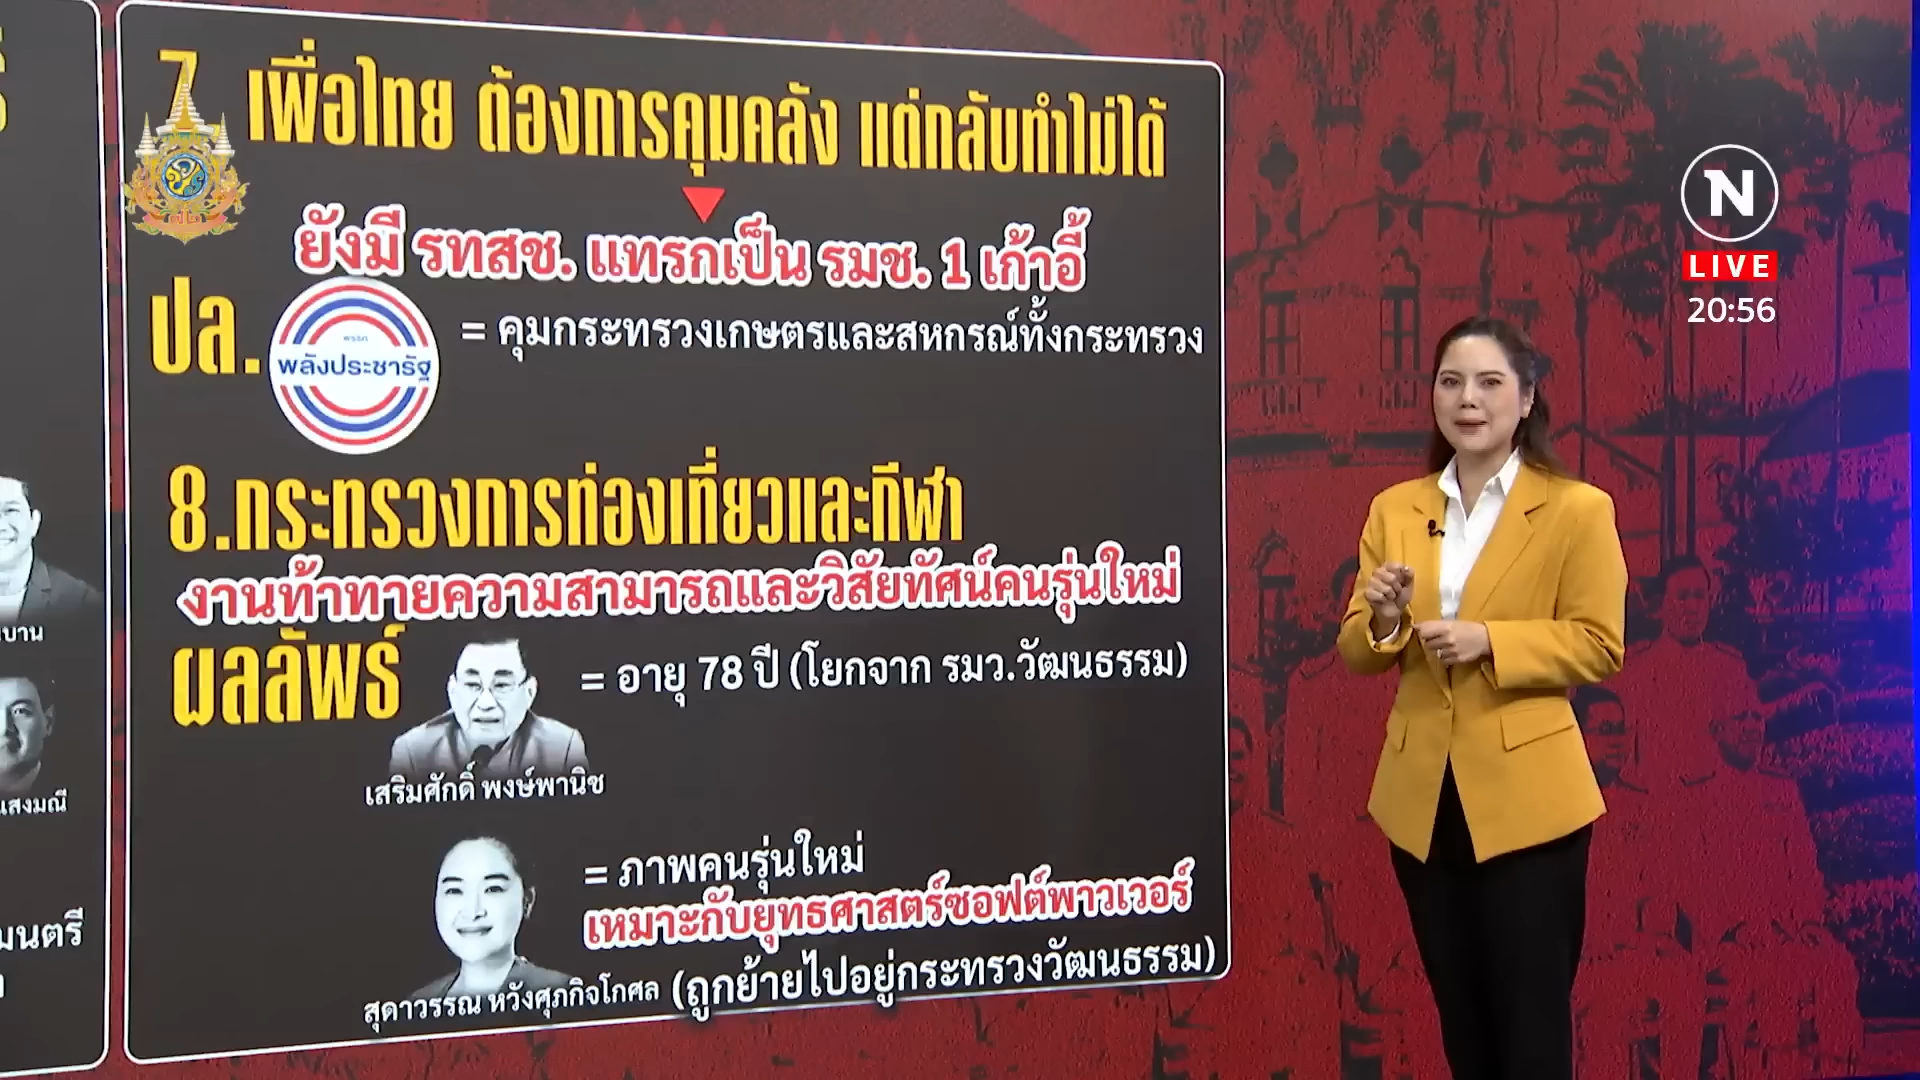 7. เพื่อไทย ต้องการคุมคลัง แต่กลับทำไม่ได้
ยังมี รทสช. แทรกเป็น รมช. 1 เก้าอี้
ปล.
พรรค
พลังประชารัฐ
= คุมกระทรวงเกษตรและสหกรณ์ทั้งกระทรวง
8.กระทรวงการท่องเที่ยวและกีฬา
งานท้าทายความสามารถและวิสัยทัศน์คนรุ่นใหม่
ผลลัพธ์
= อายุ 78 ปี (โยกจาก รมว.วัฒนธรรม)
เสริมศักดิ์ พงษ์พานิช
= ภาพคนรุ่นใหม่
เหมาะกับยุทธศาสตร์ซอฟต์พาวเวอร์
สุดาวรรณ หวังศุภกิจโกศล (ถูกย้ายไปอยู่กระทรวงวัฒนธรรม)
N
LIVE
20:56